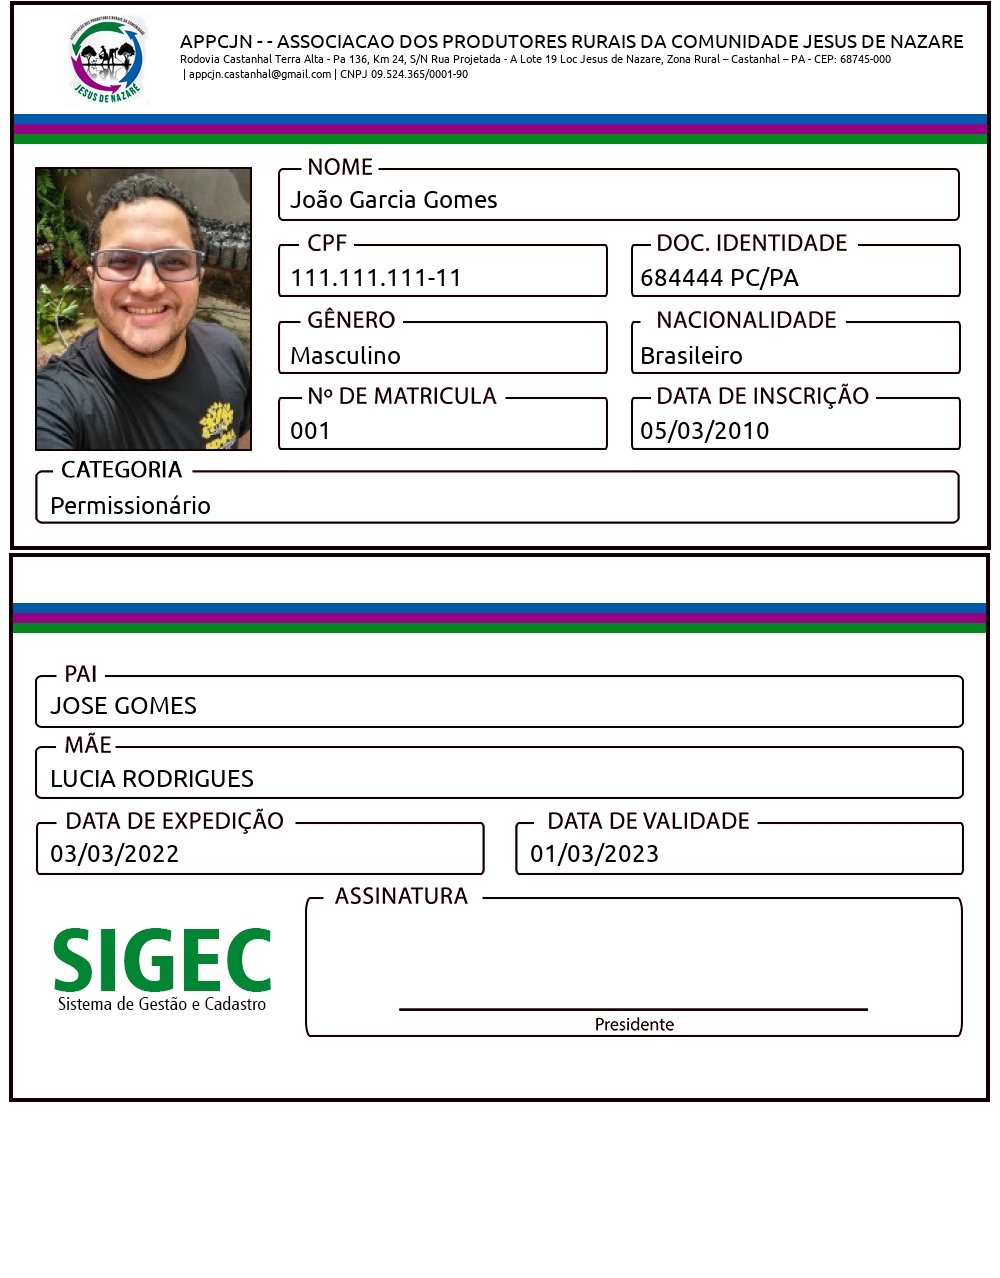 ASSOCIAÇÃO DOS PRODUTORES RURAIS DA COMUNIDADE
JESUS DE NAZARÉ
APPCJN - - ASSOCIACAO DOS PRODUTORES RURAIS DA COMUNIDADE JESUS DE NAZARE
Rodovia Castanhal Terra Alta - Pa 136, Km 24, S/N Rua Projetada - A Lote 19 Loc Jesus de Nazare, Zona Rural – Castanhal – PA - CEP: 68745-000
| appcjn.castanhal@gmail.com | CNPJ 09.524.365/0001-90
NOME
João Garcia Gomes
CPF
111.111.111-11
DOC. IDENTIDADE
684444 PC/PA
GÊNERO
Masculino
NACIONALIDADE
Brasileiro
Nº DE MATRICULA
001
DATA DE INSCRIÇÃO
05/03/2010
CATEGORIA
Permissionário
PAI
JOSE GOMES
MÃE
LUCIA RODRIGUES
DATA DE EXPEDIÇÃO
03/03/2022
DATA DE VALIDADE
01/03/2023
ASSINATURA
SIGEC
Sistema de Gestão e Cadastro
Presidente